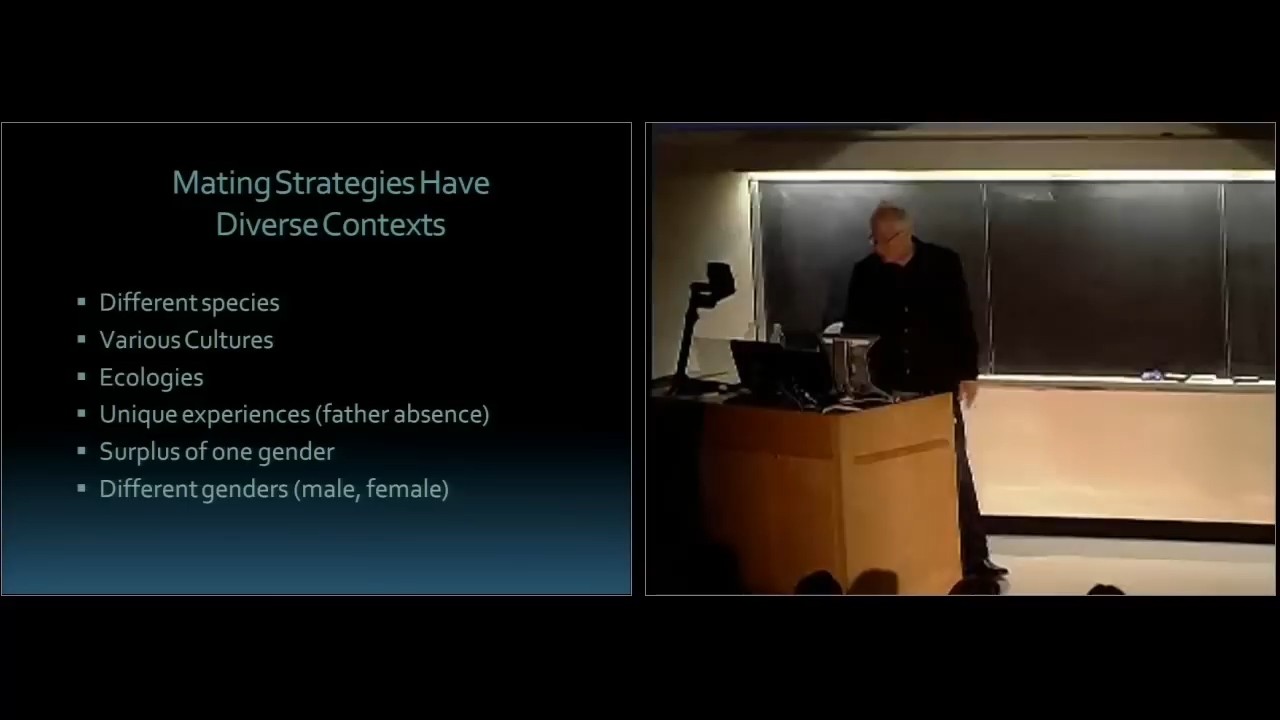 Mating Strategies Have
Diverse Contexts
Different species
Various Cultures
Ecologies
Unique experiences (father absence)
Surplus of one gender
Different genders (male, female)